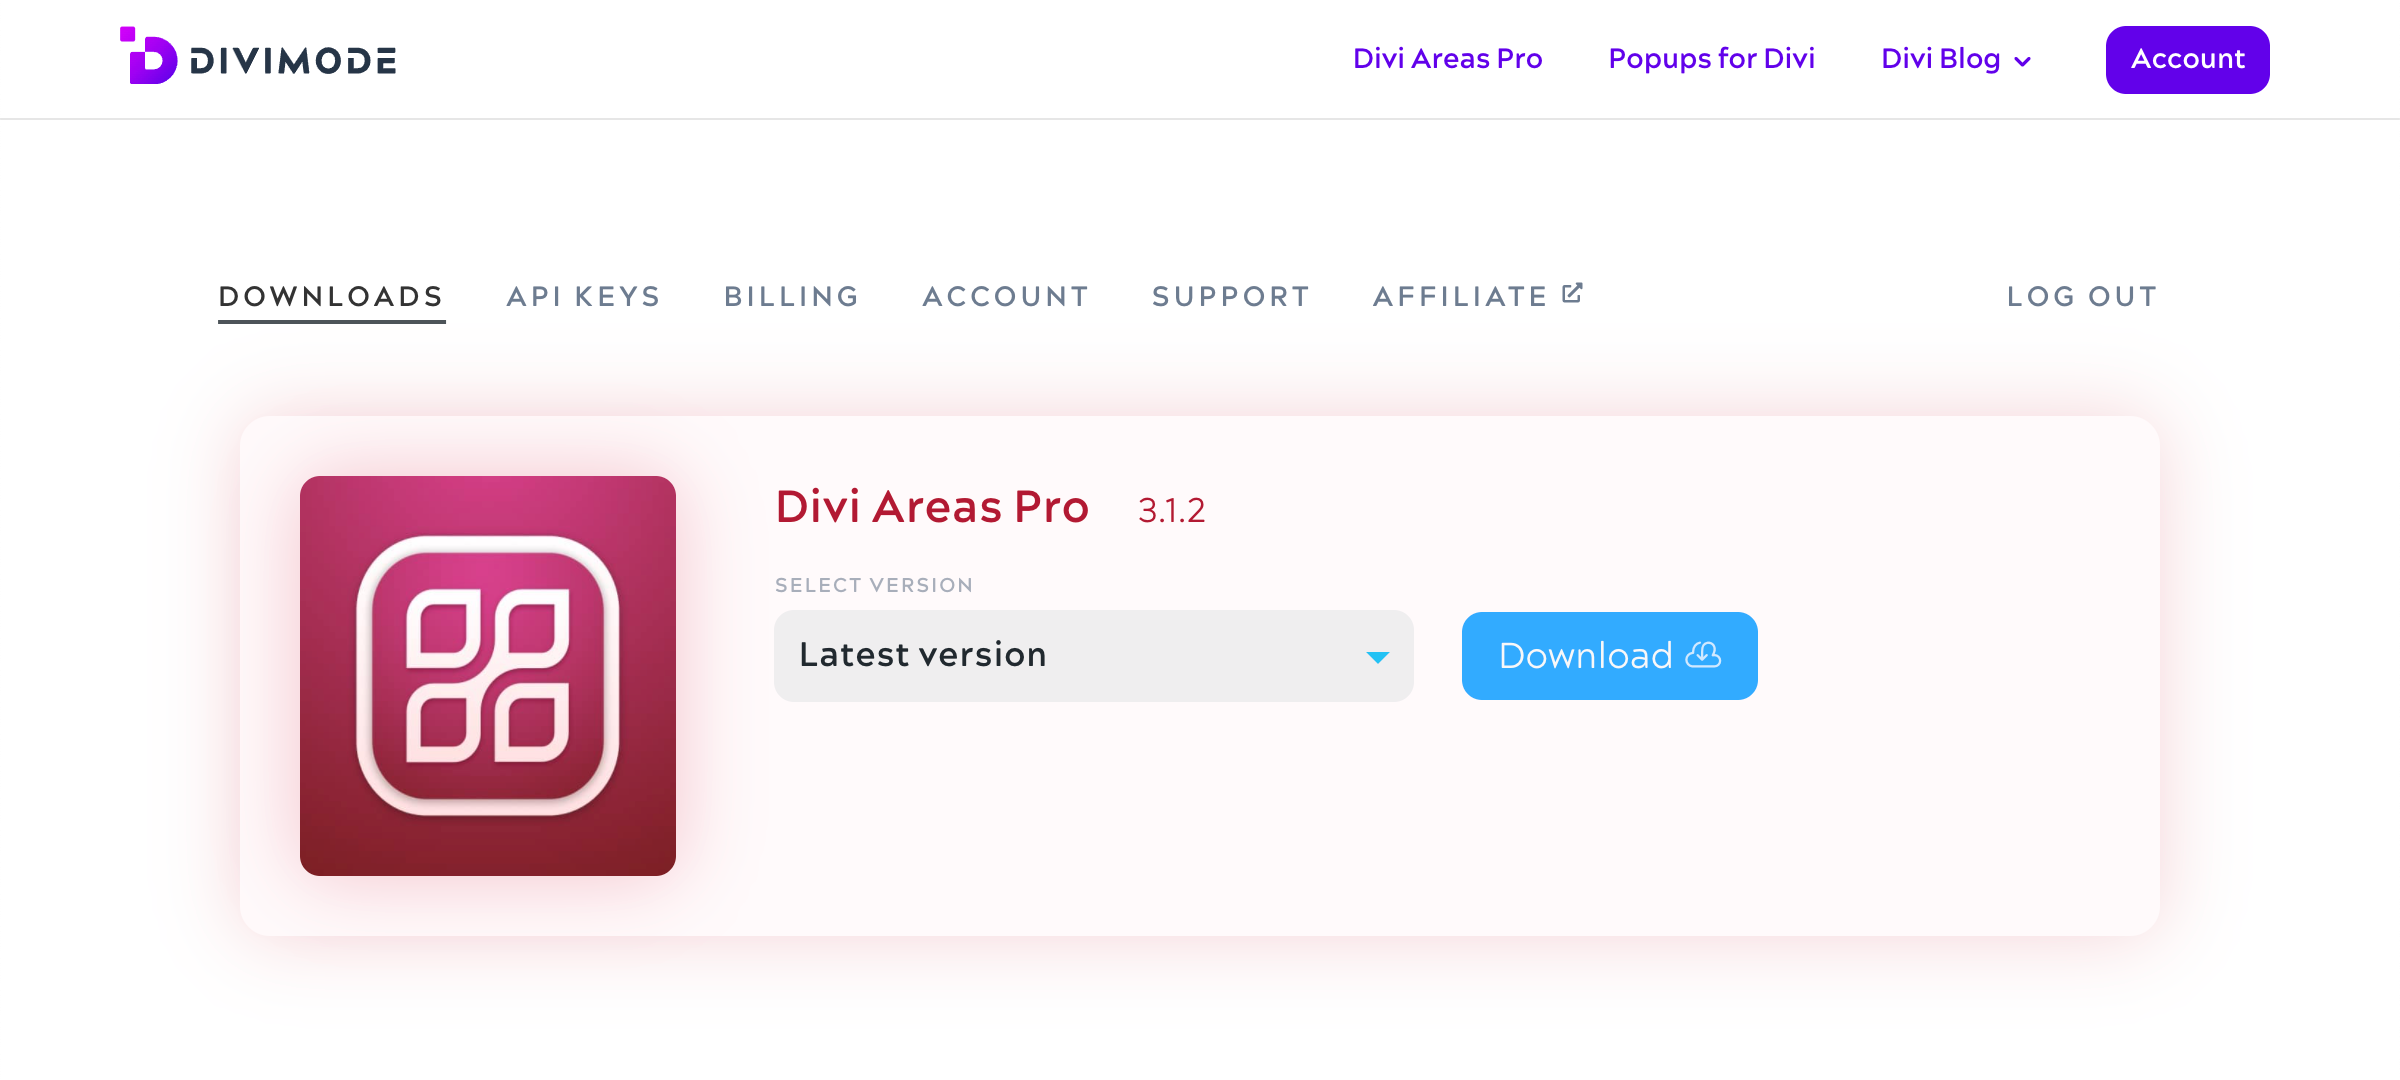 DIVIMODE
Divi Areas Pro
Popups for Divi
Divi Blog
Account
DOWNLOADS
API KEYS
BILLING
ACCOUNT
SUPPORT
AFFILIATE
LOG OUT
Divi Areas Pro 3.1.2
SELECT VERSION
Latest version
Download